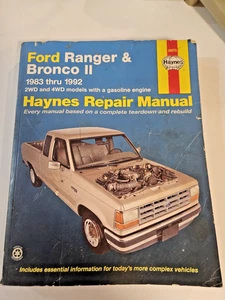 Haynes
Ford Ranger &
Bronco II
1983 thru 1992
2WD and 4WD models with a gasoline engine
Haynes Repair Manual
Every manual based on a complete teardown and rebuild
Includes essential information for today's more complex vehicles